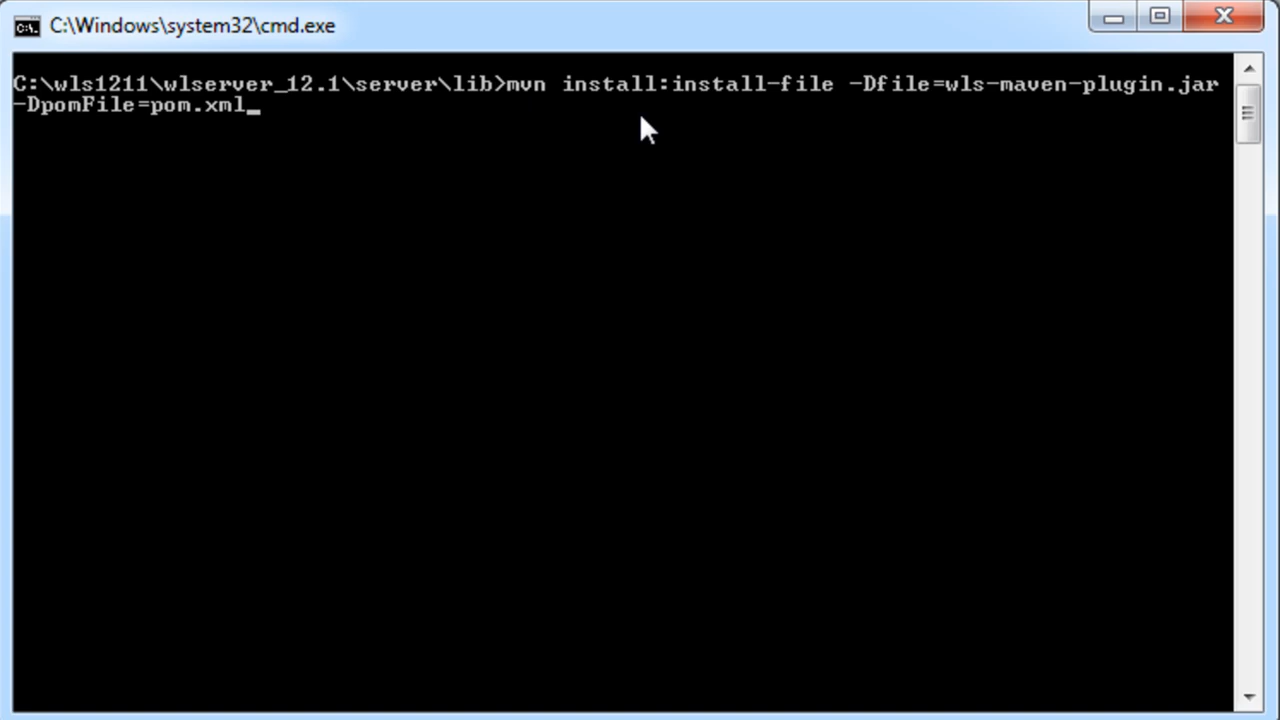 C:\Windows\system32\cmd.exe
C:\wls1211\wlserver_12.1\server\lib>mvn install:install-file -Dfile=wls-maven-plugin.jar
-DpomFile=pom.xml_